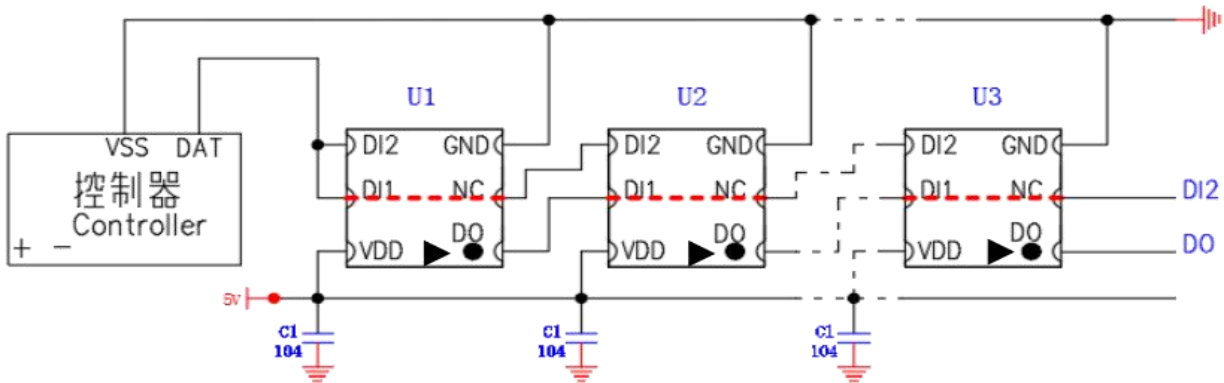 U1
U2
U3
VSS DAT
控制器
Controller
+ -
DI2 GND
DI1 NC
DO
VDD
DI2 GND
DI1 NC
DO
VDD
DI2 GND
DI1 NC
DO
VDD
DI2
DO
5V
C1
104
C1
104
C1
104